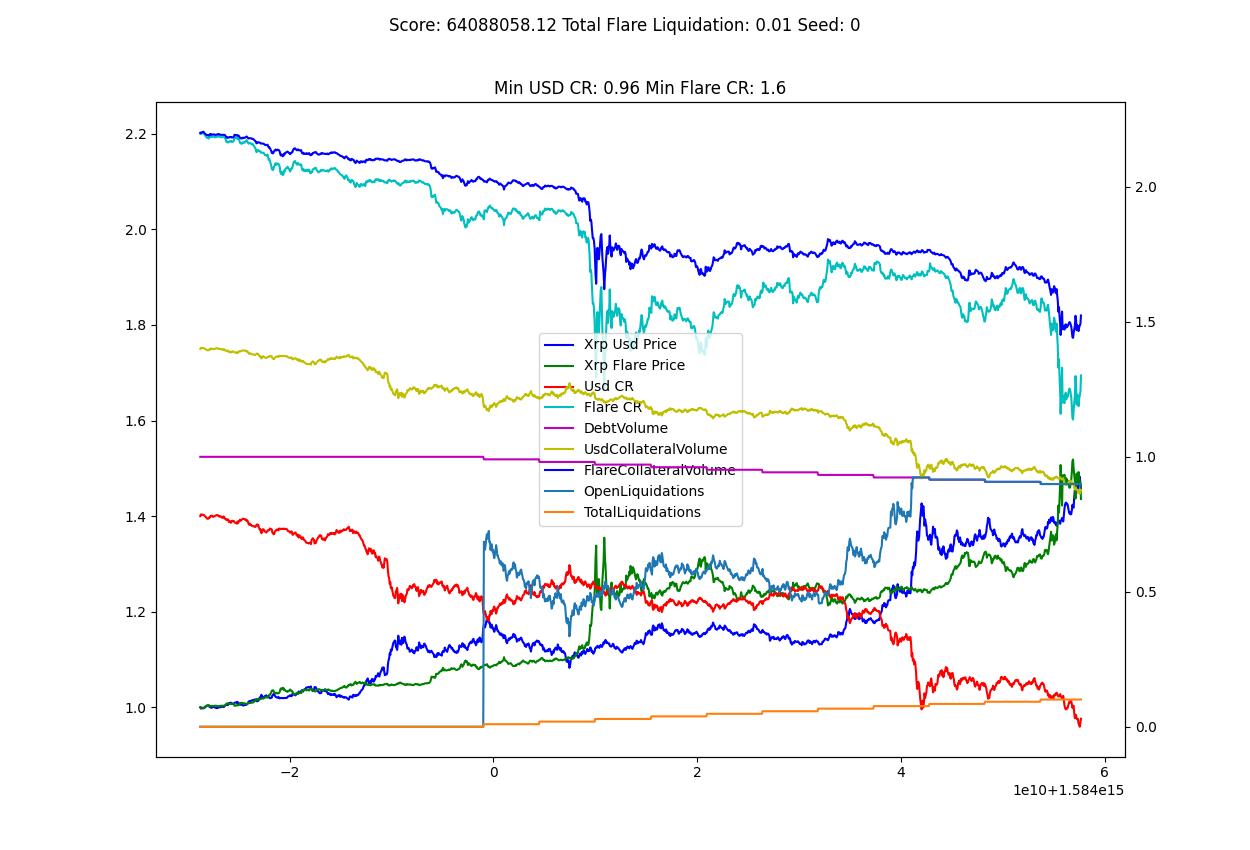 Score: 64088058.12 Total Flare Liquidation: 0.01 Seed: 0
Min USD CR: 0.96 Min Flare CR: 1.6
2.2
2.0
1.8
1.6
1.4
1.2
1.0
2.0
1.5
1.0
0.5
0.0
Xrp Usd Price
Xrp Flare Price
Usd CR
Flare CR
DebtVolume
UsdCollateralVolume
FlareCollateralVolume
OpenLiquidations
TotalLiquidations
−2 0 2 4 6
1e10+1.584e15